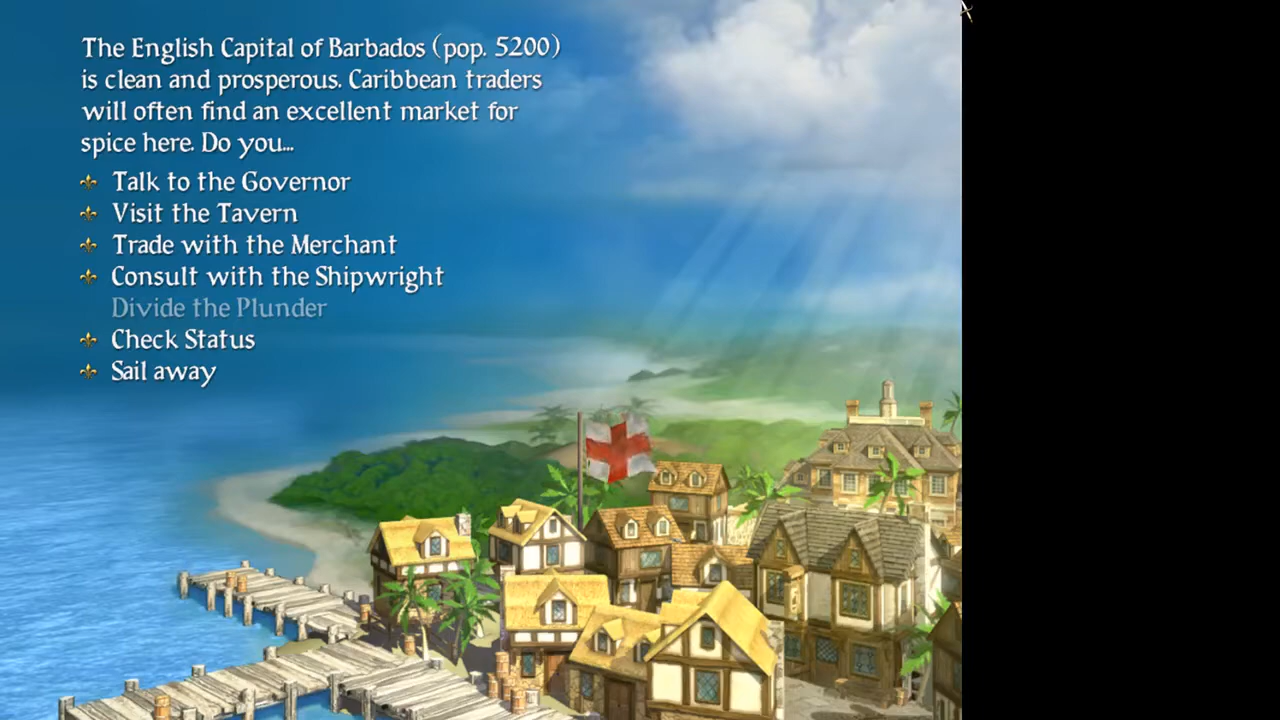 The English Capital of Barbados (pop. 5200)
is clean and prosperous. Caribbean traders
will often find an excellent market for
spice here. Do you...
Talk to the Governor
Visit the Tavern
Trade with the Merchant
Consult with the Shipwright
Divide the Plunder
Check Status
Sail away